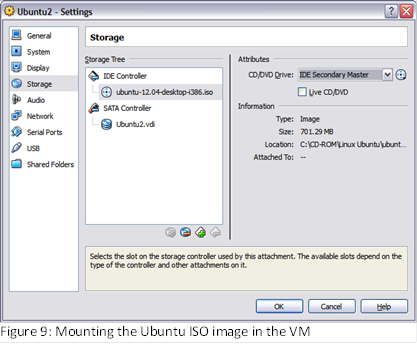 Ubuntu2 - Settings
General
System
Display
Storage
Audio
Network
Serial Ports
USB
Shared Folders
Storage
Storage Tree
IDE Controller
ubuntu-12.04-desktop-i386.iso
SATA Controller
Ubuntu2.vdi
Attributes
CD/DVD Drive: IDE Secondary Master
Live CD/DVD
Information
Type: Image
Size: 701.29 MB
Location: C:\CD-ROM\Linux Ubuntu\ubunt...
Attached To: --
Selects the slot on the storage controller used by this attachment. The available slots depend on
the type of the controller and other attachments on it.
OK Cancel Help
Figure 9: Mounting the Ubuntu ISO image in the VM